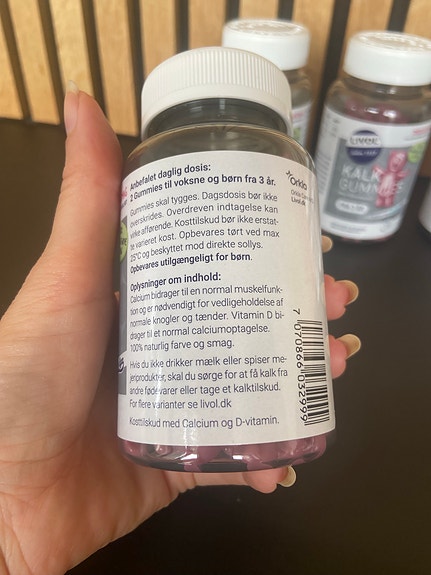 Anbefalet daglig dosis:
2 Gummies til voksne og børn fra 3 år.
Gummies skal tygges. Dagsdosis bør ikke
overskrides. Overdreven indtagelse kan
virke afførende. Kosttilskud bør ikke erstat-
te varieret kost. Opbevares tørt ved max
25°C og beskyttet mod direkte sollys.
Opbevares utilgængeligt for børn.
Oplysninger om indhold:
Calcium bidrager til en normal muskelfunk-
tion og er nødvendigt for vedligeholdelse af
normale knogler og tænder. Vitamin D bi-
drager til et normal calciumoptagelse.
100% naturlig farve og smag.
Hvis du ikke drikker mælk eller spiser me-
jeriprodukter, skal du sørge for at få kalk fra
andre fødevarer eller tage et kalktilskud.
For flere varianter se livol.dk
Kosttilskud med Calcium og D-vitamin.
Orkla
Livol.dk
7 070866 032999
LIVOL
KALK
GUMMIES